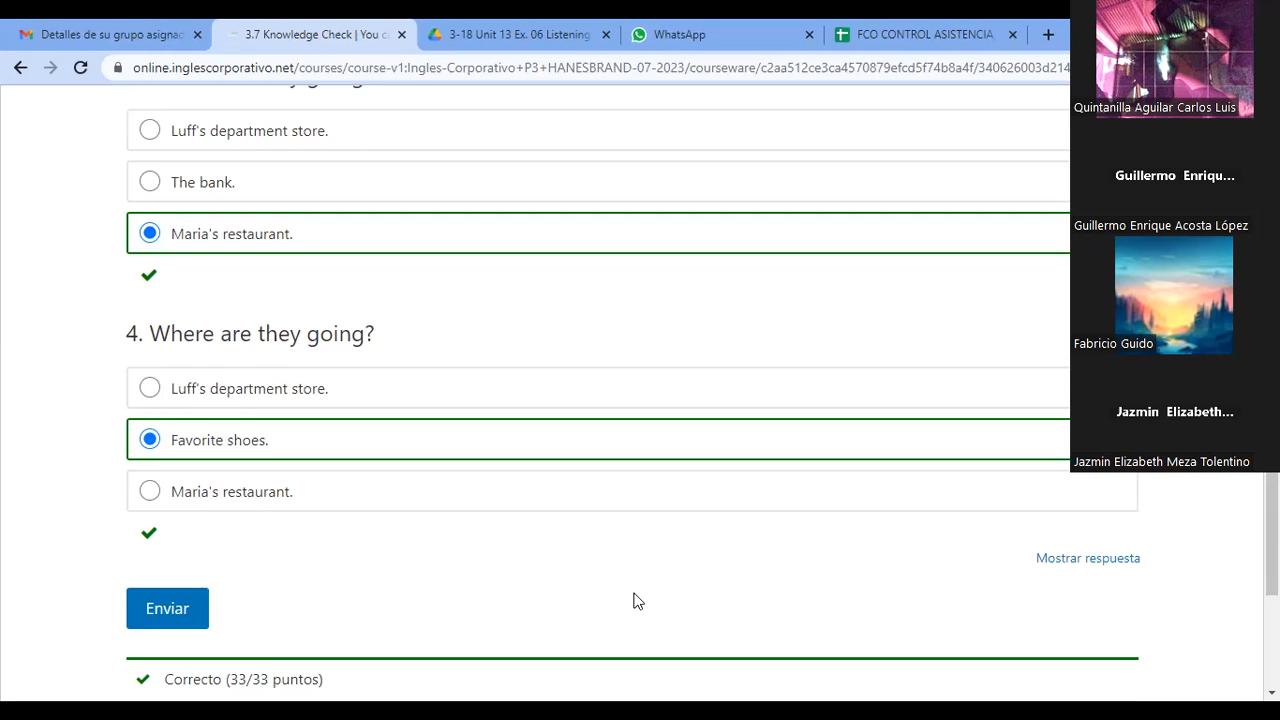 Detalles de su grupo asigna
3.7 Knowledge Check | You c
3-18 Unit 13 Ex. 06 Listening
WhatsApp
FCO CONTROL ASISTENCIA
online.inglescorporativo.net/courses/course-v1:Ingles-Corporativo+P3+HANESBRAND-07-2023/courseware/c2aa512ce3ca4570879efcd5f74b8a4f/340626003d214
Luff's department store.
The bank.
Maria's restaurant.
4. Where are they going?
Luff's department store.
Favorite shoes.
Maria's restaurant.
Mostrar respuesta
Enviar
Correcto (33/33 puntos)
Quintanilla Aguilar Carlos Luis
Guillermo Enriqu...
Guillermo Enrique Acosta López
Fabricio Guido
Jazmin Elizabeth...
Jazmin Elizabeth Meza Tolentino